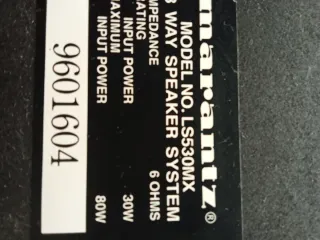 marantz®
MODEL NO. LS530MX
3 WAY SPEAKER SYSTEM
IMPEDANCE 6 OHMS
RATING
INPUT POWER 30W
MAXIMUM
INPUT POWER 80W
9601604